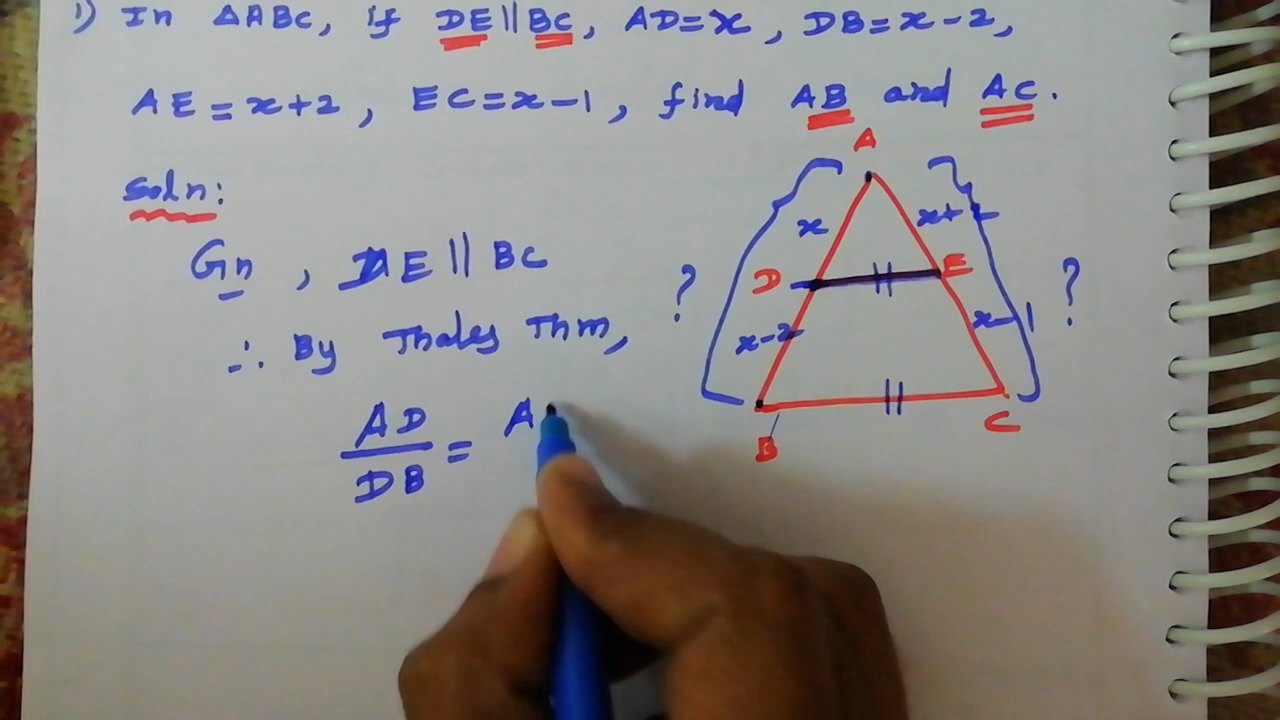 1) In ΔABC, if DE||BC, AD=x, DB=x-2,
AE=x+2, EC=x-1, find AB and AC.
Soln:
Gn, DE||BC
∴ By Thales Thm,
AD/DB = A
A
x
x+
D
E
?
?
x-2
x-1
B
C